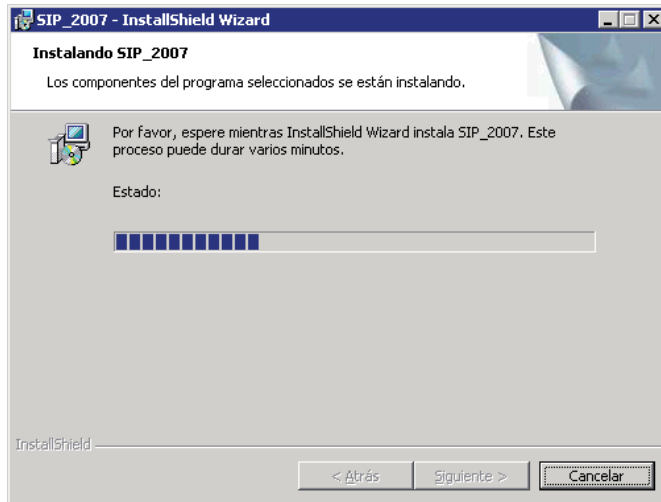 SIP_2007 - InstallShield Wizard
Instalando SIP_2007
Los componentes del programa seleccionados se están instalando.
Por favor, espere mientras InstallShield Wizard instala SIP_2007. Este
proceso puede durar varios minutos.
Estado:
InstallShield
< Atrás
Siguiente >
Cancelar